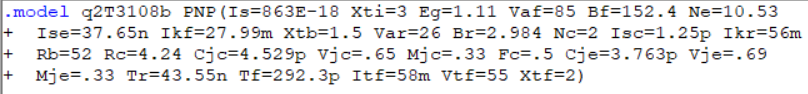 .model q2T3108b PNP(Is=863E-18 Xti=3 Eg=1.11 Vaf=85 Bf=152.4 Ne=10.53
+ Ise=37.65n Ikf=27.99m Xtb=1.5 Var=26 Br=2.984 Nc=2 Isc=1.25p Ikr=56m
+ Rb=52 Rc=4.24 Cjc=4.529p Vjc=.65 Mjc=.33 Fc=.5 Cje=3.763p Vje=.69
+ Mje=.33 Tr=43.55n Tf=292.3p Itf=58m Vtf=55 Xtf=2)